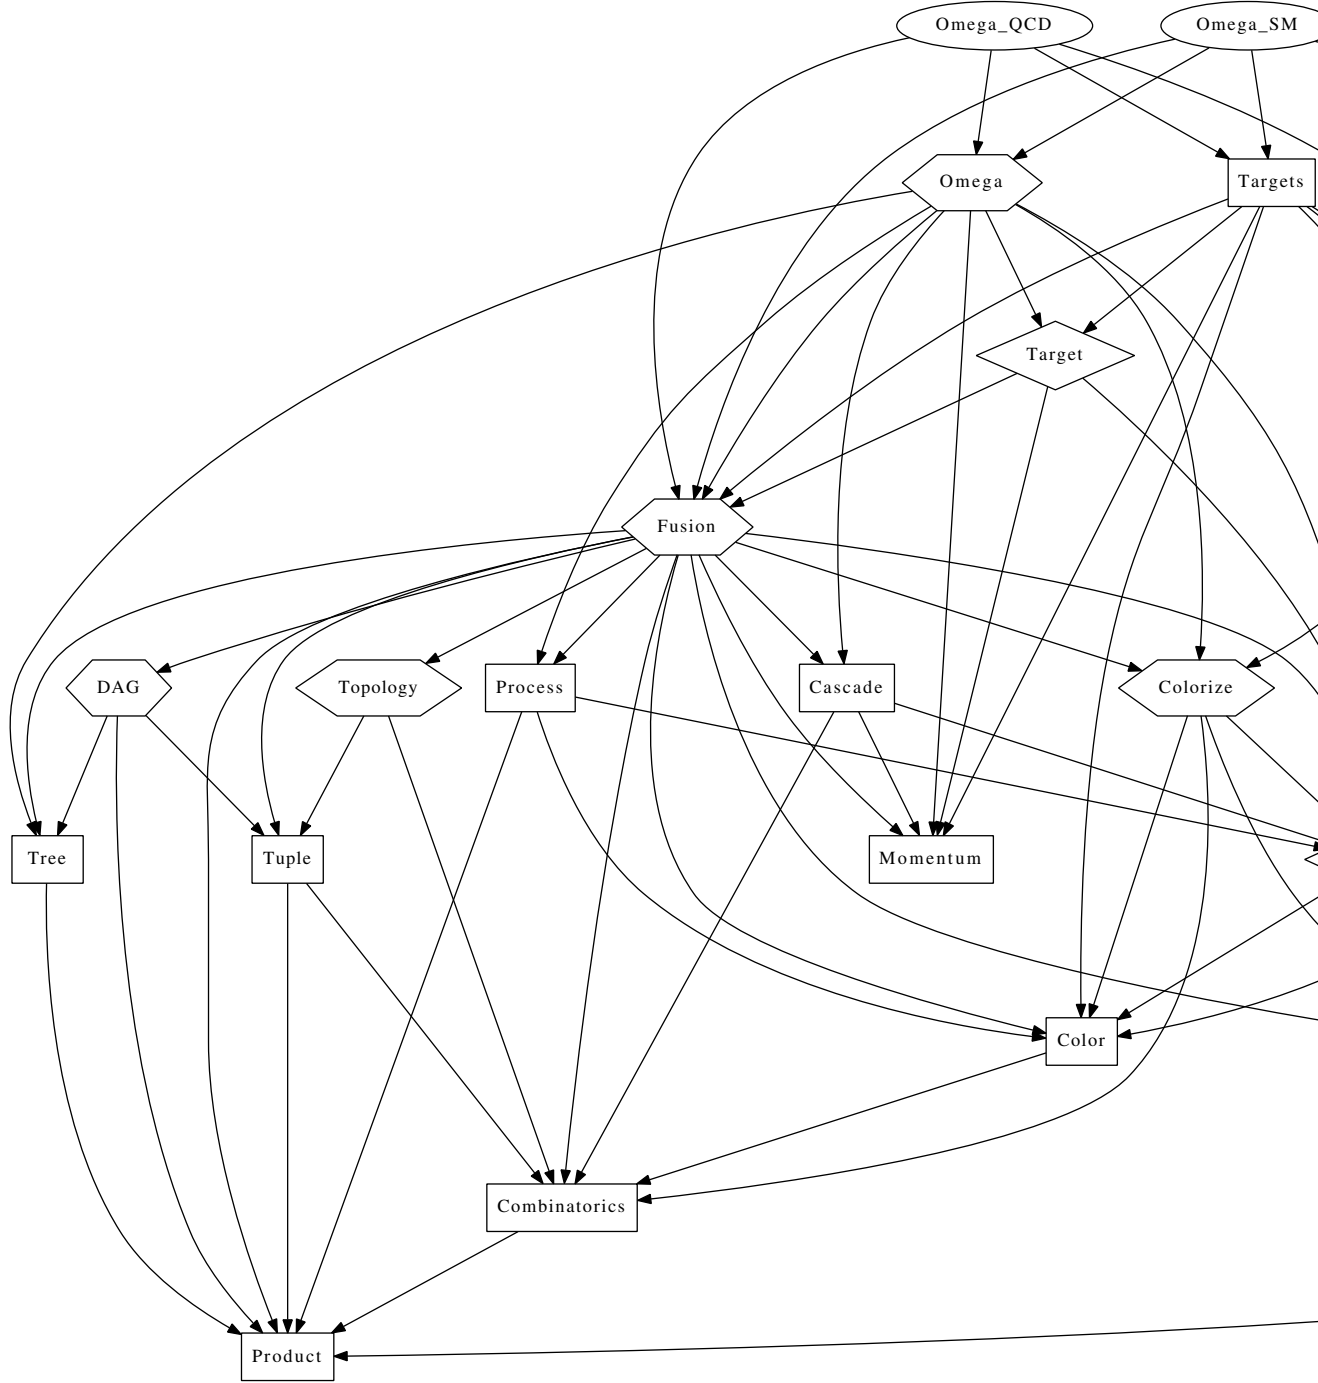 Omega_QCD
Omega_SM
Omega
Targets
Target
Fusion
DAG
Topology
Process
Cascade
Colorize
Tree
Tuple
Momentum
Color
Combinatorics
Product